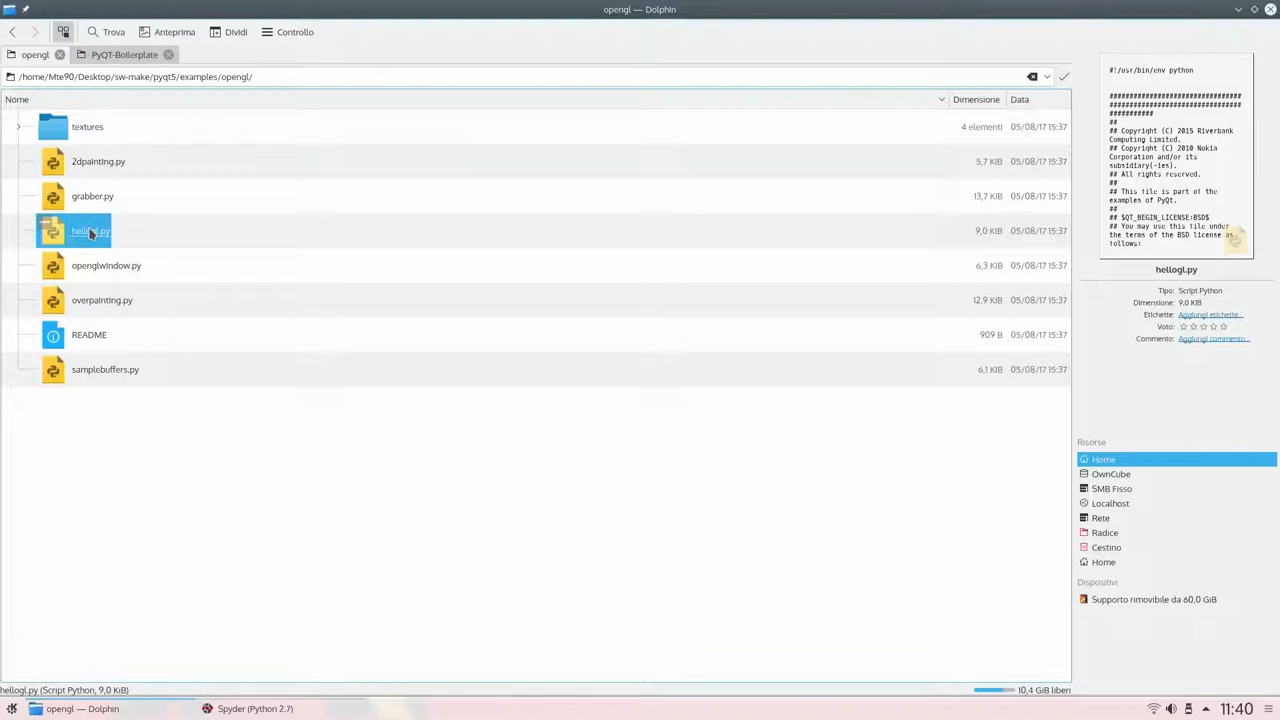 opengl — Dolphin
Trova
Anteprima
Dividi
Controllo
opengl
PyQT-Boilerplate
/home/Mte90/Desktop/sw-make/pyqt5/examples/opengl/
Nome
Dimensione
Data
textures
4 elementi
05/08/17 15:37
2dpainting.py
5,7 KiB
05/08/17 15:37
grabber.py
13,7 KiB
05/08/17 15:37
hellogl.py
9,0 KiB
05/08/17 15:37
openglwindow.py
6,3 KiB
05/08/17 15:37
overpainting.py
12,9 KiB
05/08/17 15:37
README
909 B
05/08/17 15:37
samplebuffers.py
6,1 KiB
05/08/17 15:37
#!/usr/bin/env python
##############################
##############################
###########
##
## Copyright (C) 2015 Riverbank
Computing Limited.
## Copyright (C) 2010 Nokia
Corporation and/or its
subsidiary(-ies).
## All rights reserved.
##
## This file is part of the
examples of PyQt.
##
## $QT_BEGIN_LICENSE:BSD$
## You may use this file under
the terms of the BSD license as
follows:
hellogl.py
Tipo: Script Python
Dimensione: 9,0 KiB
Etichette: Aggiungi etichette...
Voto:
Commento: Aggiungi commento...
Risorse
Home
OwnCube
SMB Fisso
Localhost
Rete
Radice
Cestino
Home
Dispositivi
Supporto rimovibile da 60,0 GiB
hellogl.py (Script Python, 9,0 KiB)
10,4 GiB liberi
opengl — Dolphin
Spyder (Python 2.7)
11:40